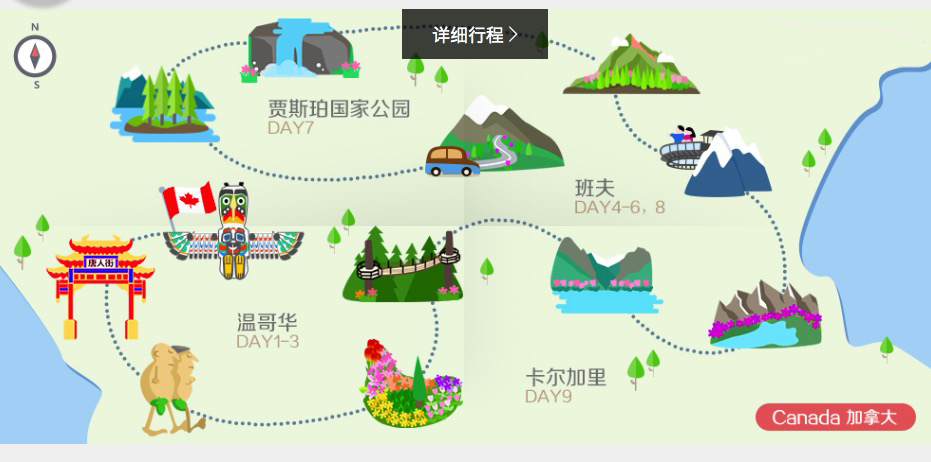 详细行程
N
S
贾斯珀国家公园
DAY7
班夫
DAY4-6, 8
唐人街
温哥华
DAY1-3
卡尔加里
DAY9
Canada 加拿大